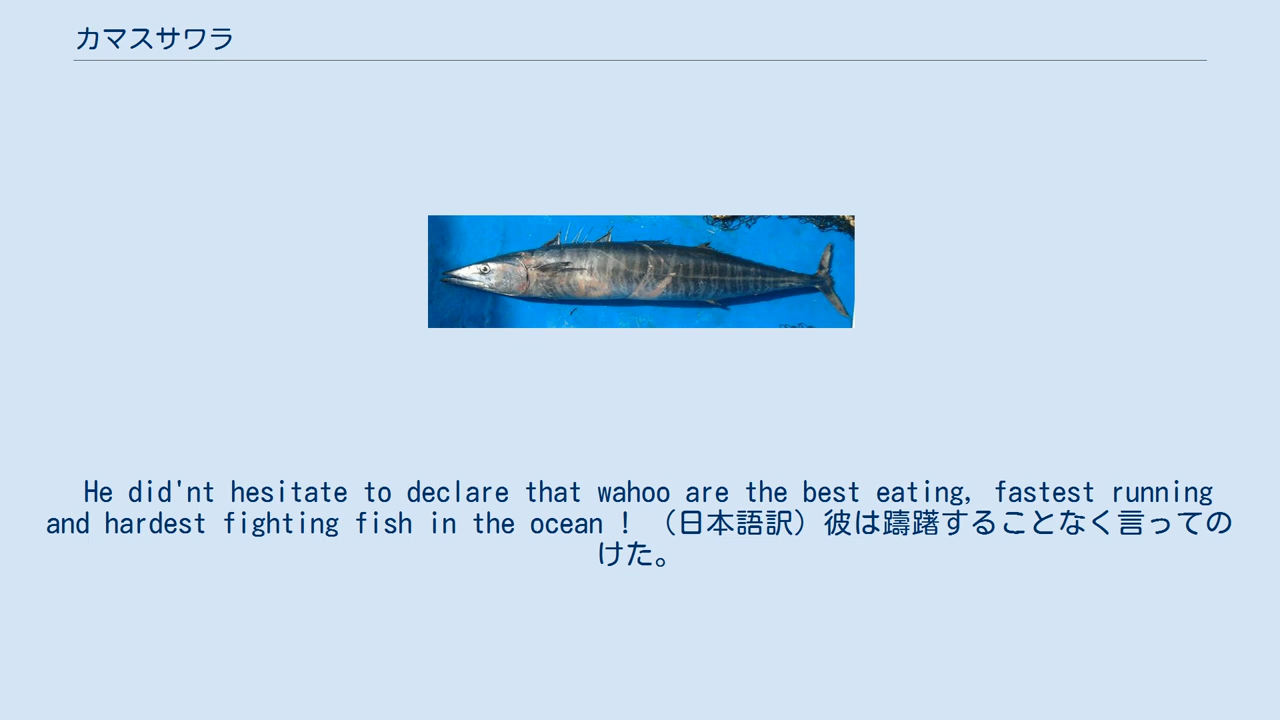 カマスサワラ
He did'nt hesitate to declare that wahoo are the best eating, fastest running
and hardest fighting fish in the ocean ! （日本語訳）彼は躊躇することなく言っての
けた。